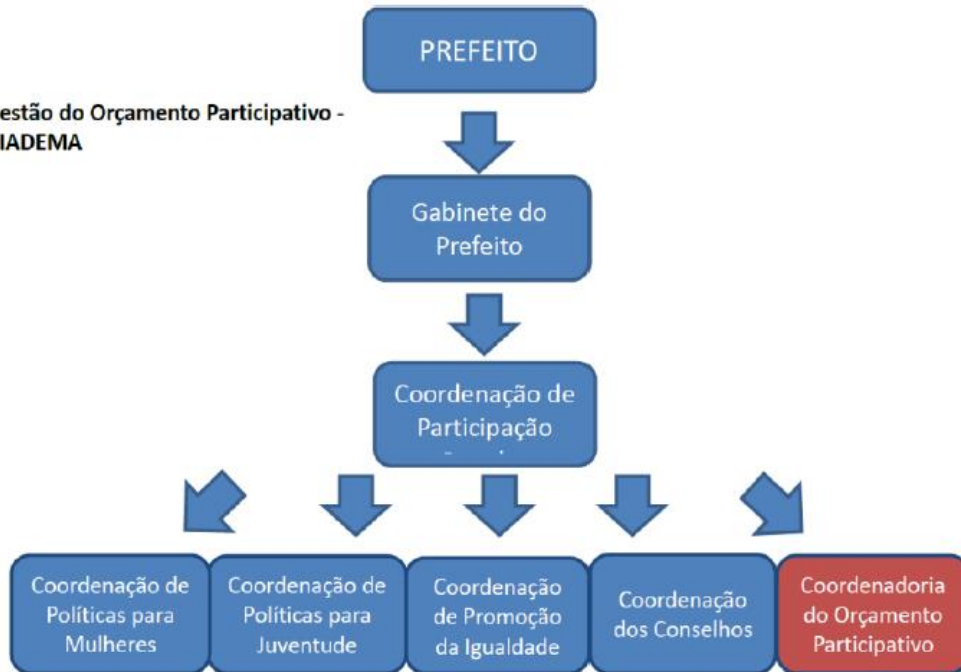 PREFEITO
estão do Orçamento Participativo -
IADEMA
Gabinete do
Prefeito
Coordenação de
Participação
Coordenação de
Políticas para
Mulheres
Coordenação de
Políticas para
Juventude
Coordenação
de Promoção
da Igualdade
Coordenação
dos Conselhos
Coordenadoria
do Orçamento
Participativo